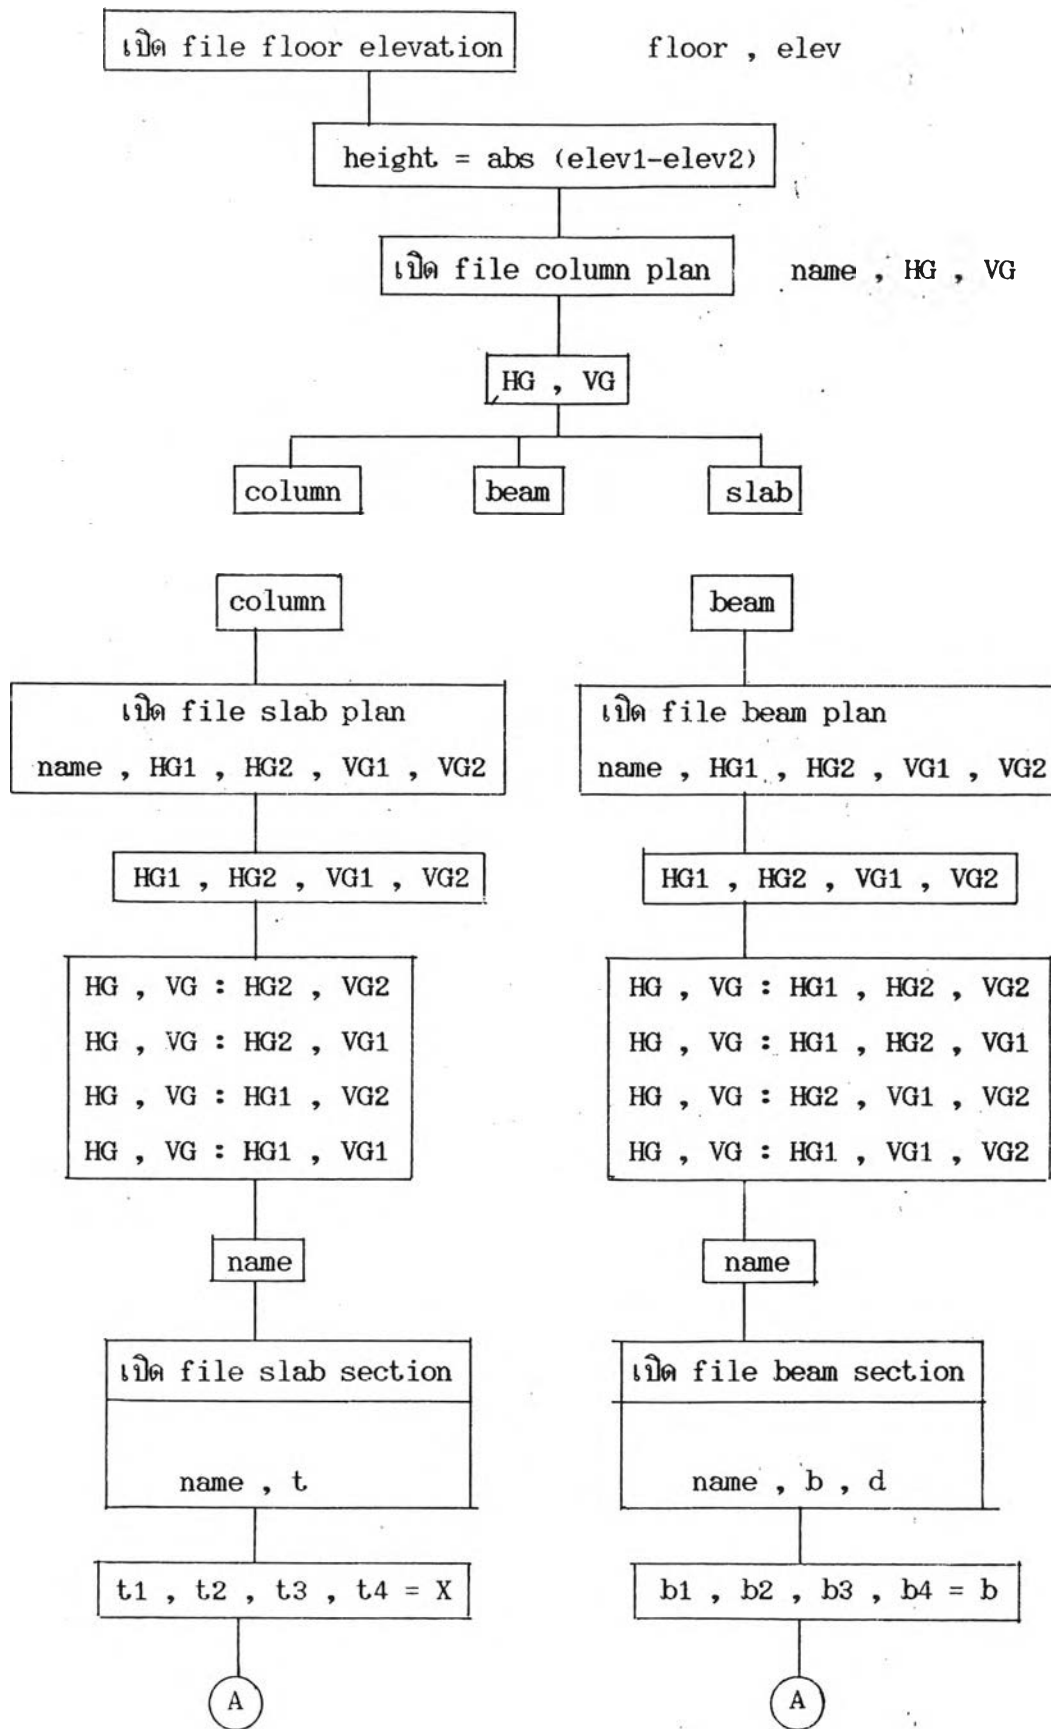 เปิด file floor elevation floor , elev
height = abs (elev1-elev2)
เปิด file column plan name , HG , VG
HG , VG
column beam slab
column
เปิด file slab plan
name , HG1 , HG2 , VG1 , VG2
HG1 , HG2 , VG1 , VG2
HG , VG : HG2 , VG2
HG , VG : HG2 , VG1
HG , VG : HG1 , VG2
HG , VG : HG1 , VG1
name
เปิด file slab section
name , t
t1 , t2 , t3 , t4 = X
A
beam
เปิด file beam plan
name , HG1 , HG2 , VG1 , VG2
HG1 , HG2 , VG1 , VG2
HG , VG : HG1 , HG2 , VG2
HG , VG : HG1 , HG2 , VG1
HG , VG : HG2 , VG1 , VG2
HG , VG : HG1 , VG1 , VG2
name
เปิด file beam section
name , b , d
b1 , b2 , b3 , b4 = b
A